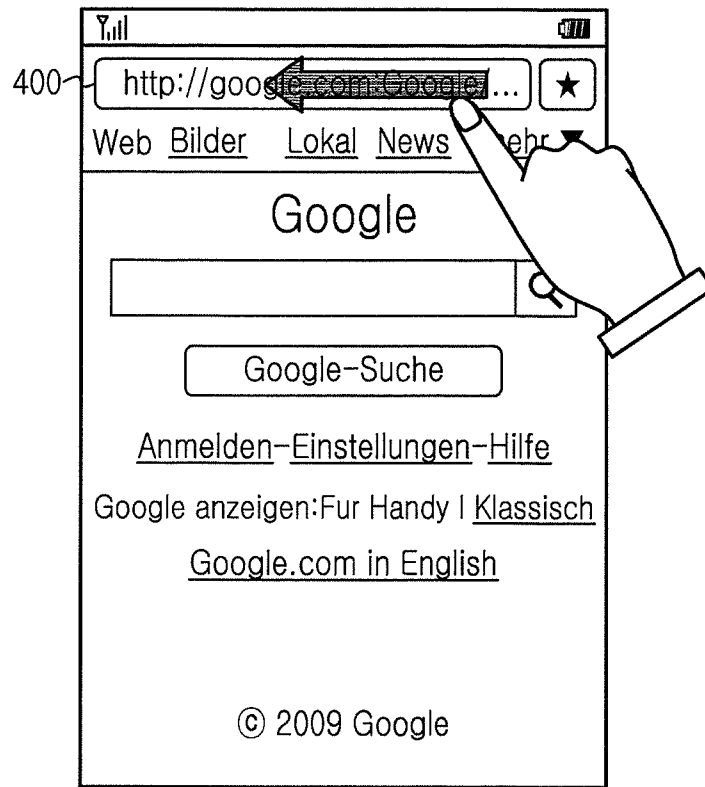 400 http://google.com:Google/...
Web Bilder Lokal News mehr
Google
Google-Suche
Anmelden-Einstellungen-Hilfe
Google anzeigen:Fur Handy | Klassisch
Google.com in English
© 2009 Google